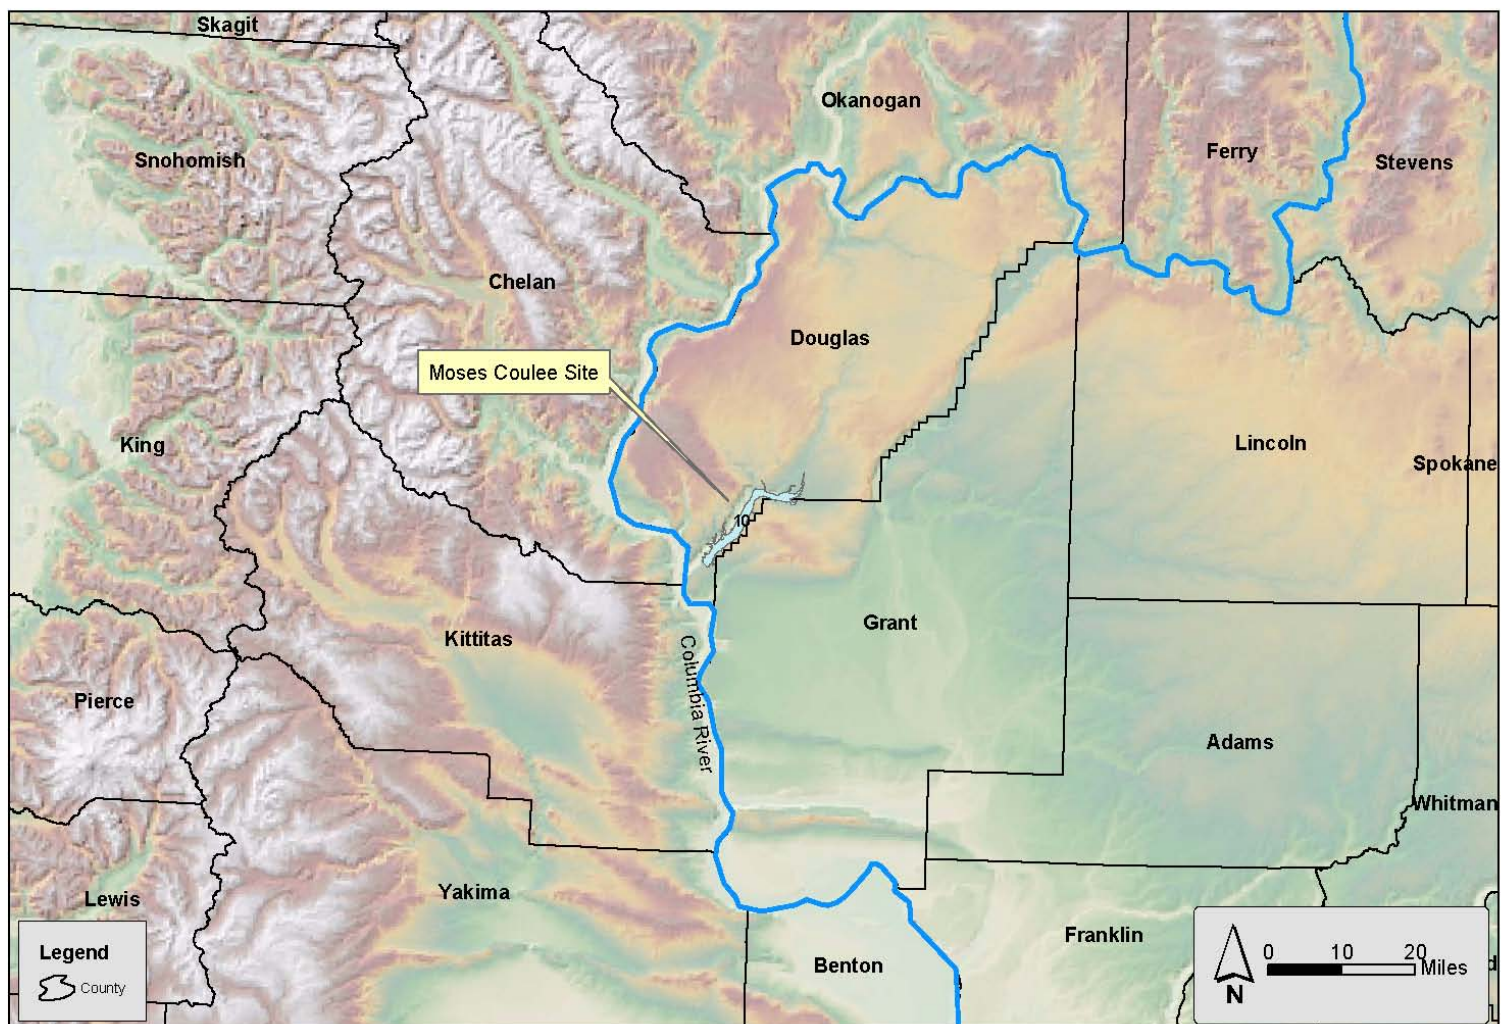 Skagit
Okanogan
Ferry
Stevens
Snohomish
Chelan
Douglas
Moses Coulee Site
King
Lincoln
Spokane
10
Grant
Kittitas
Columbia River
Pierce
Adams
Whitman
Lewis
Yakima
Franklin
Benton
Legend
County
N
0 10 20
Miles